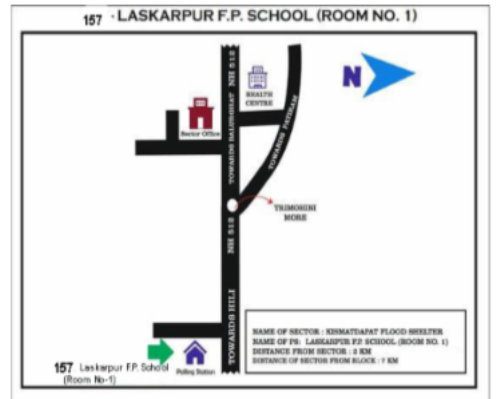 157 · LASKARPUR F.P. SCHOOL (ROOM NO. 1)
NH 512
HEALTH
CENTRE
N
Sector Office
TOWARDS BALURGHAT
TOWARDS PATIRAM
TRIMOHINI
MORE
NH 512
TOWARDS HILI
NAME OF SECTOR : KISMATDAPAT FLOOD SHELTER
NAME OF PS: LASKARPUR F.P. SCHOOL (ROOM NO. 1)
DISTANCE FROM SECTOR : 3 KM
DISTANCE OF SECTOR FROM BLOCK : 7 KM
157 Laskarpur F.P. School
(Room No-1)
Polling Station